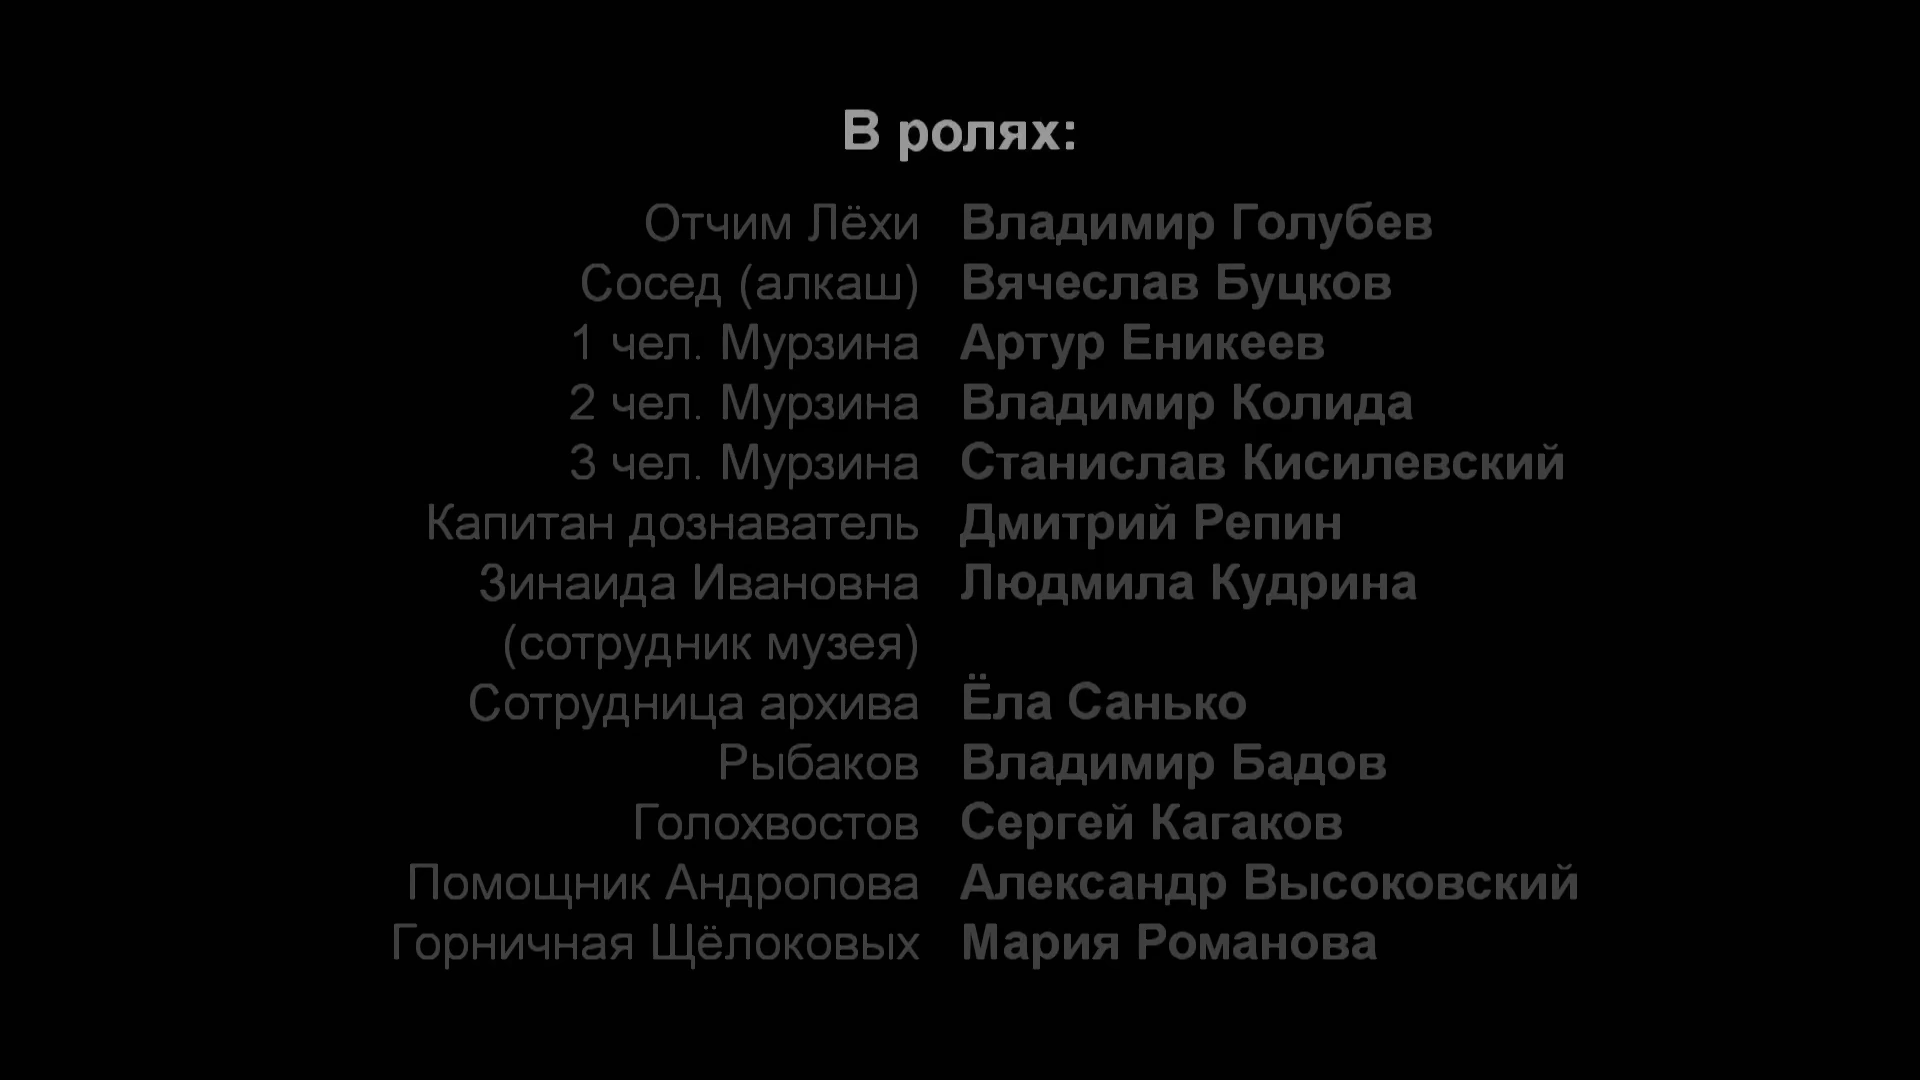 В ролях:
Отчим Лёхи Владимир Голубев
Сосед (алкаш) Вячеслав Буцков
1 чел. Мурзина Артур Еникеев
2 чел. Мурзина Владимир Колида
3 чел. Мурзина Станислав Кисилевский
Капитан дознаватель Дмитрий Репин
Зинаида Ивановна Людмила Кудрина
(сотрудник музея)
Сотрудница архива Ёла Санько
Рыбаков Владимир Бадов
Голохвостов Сергей Кагаков
Помощник Андропова Александр Высоковский
Горничная Щёлоковых Мария Романова